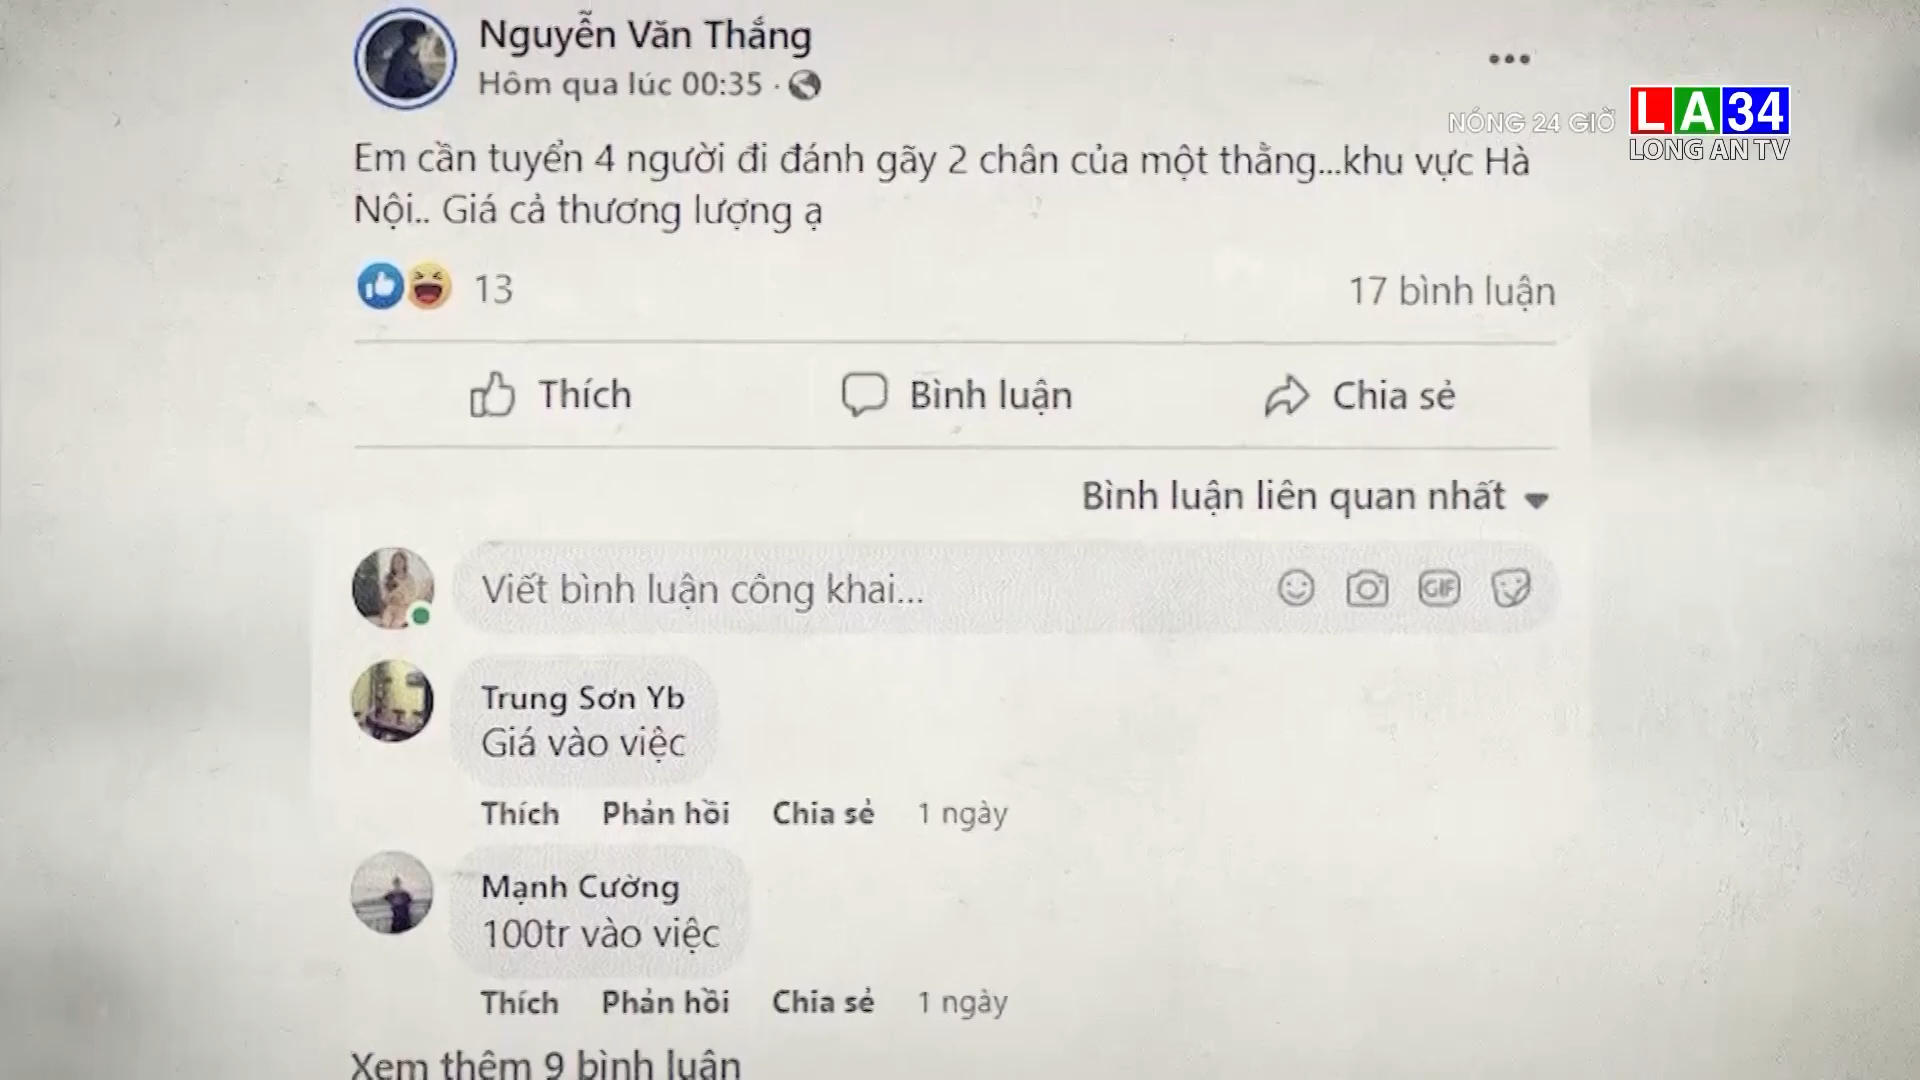 Nguyễn Văn Thắng
Hôm qua lúc 00:35 ·
NÓNG 24 GIỜ
LA34
LONG AN TV
Em cần tuyển 4 người đi đánh gãy 2 chân của một thằng...khu vực Hà
Nội.. Giá cả thương lượng ạ
13
17 bình luận
Thích
Bình luận
Chia sẻ
Bình luận liên quan nhất
Viết bình luận công khai...
GIF
Trung Sơn Yb
Giá vào việc
Thích Phản hồi Chia sẻ 1 ngày
Mạnh Cường
100tr vào việc
Thích Phản hồi Chia sẻ 1 ngày
Xem thêm 9 bình luận